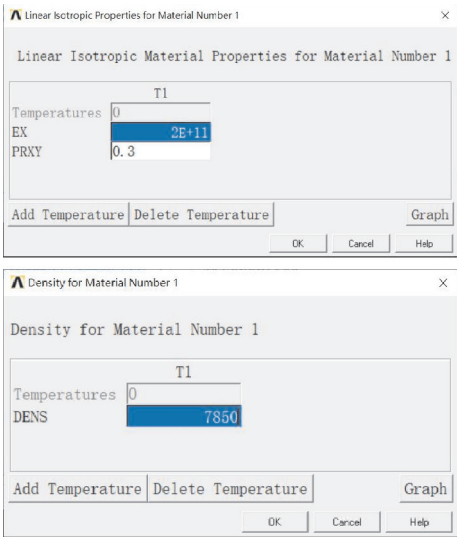 Linear Isotropic Properties for Material Number 1
Linear Isotropic Material Properties for Material Number 1
T1
Temperatures 0
EX 2E+11
PRXY 0.3
Add Temperature Delete Temperature Graph
OK Cancel Help
Density for Material Number 1
Density for Material Number 1
T1
Temperatures 0
DENS 7850
Add Temperature Delete Temperature Graph
OK Cancel Help